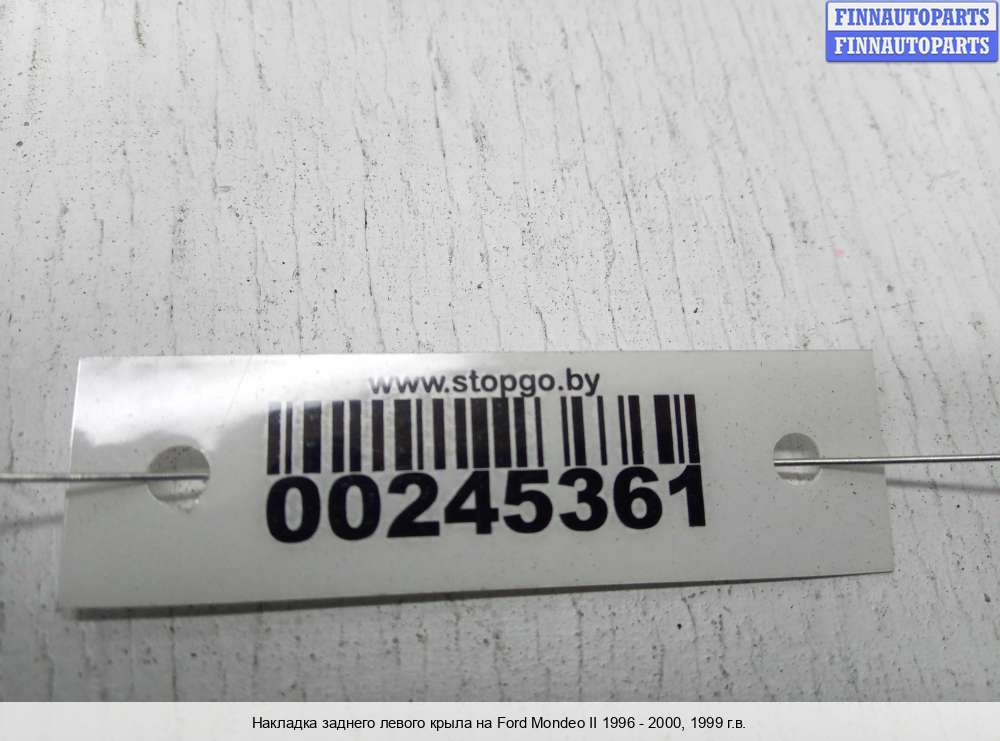 FINNAUTOPARTS
FINNAUTOPARTS
www.stopgo.by
00245361
Накладка заднего левого крыла на Ford Mondeo II 1996 - 2000, 1999 г.в.